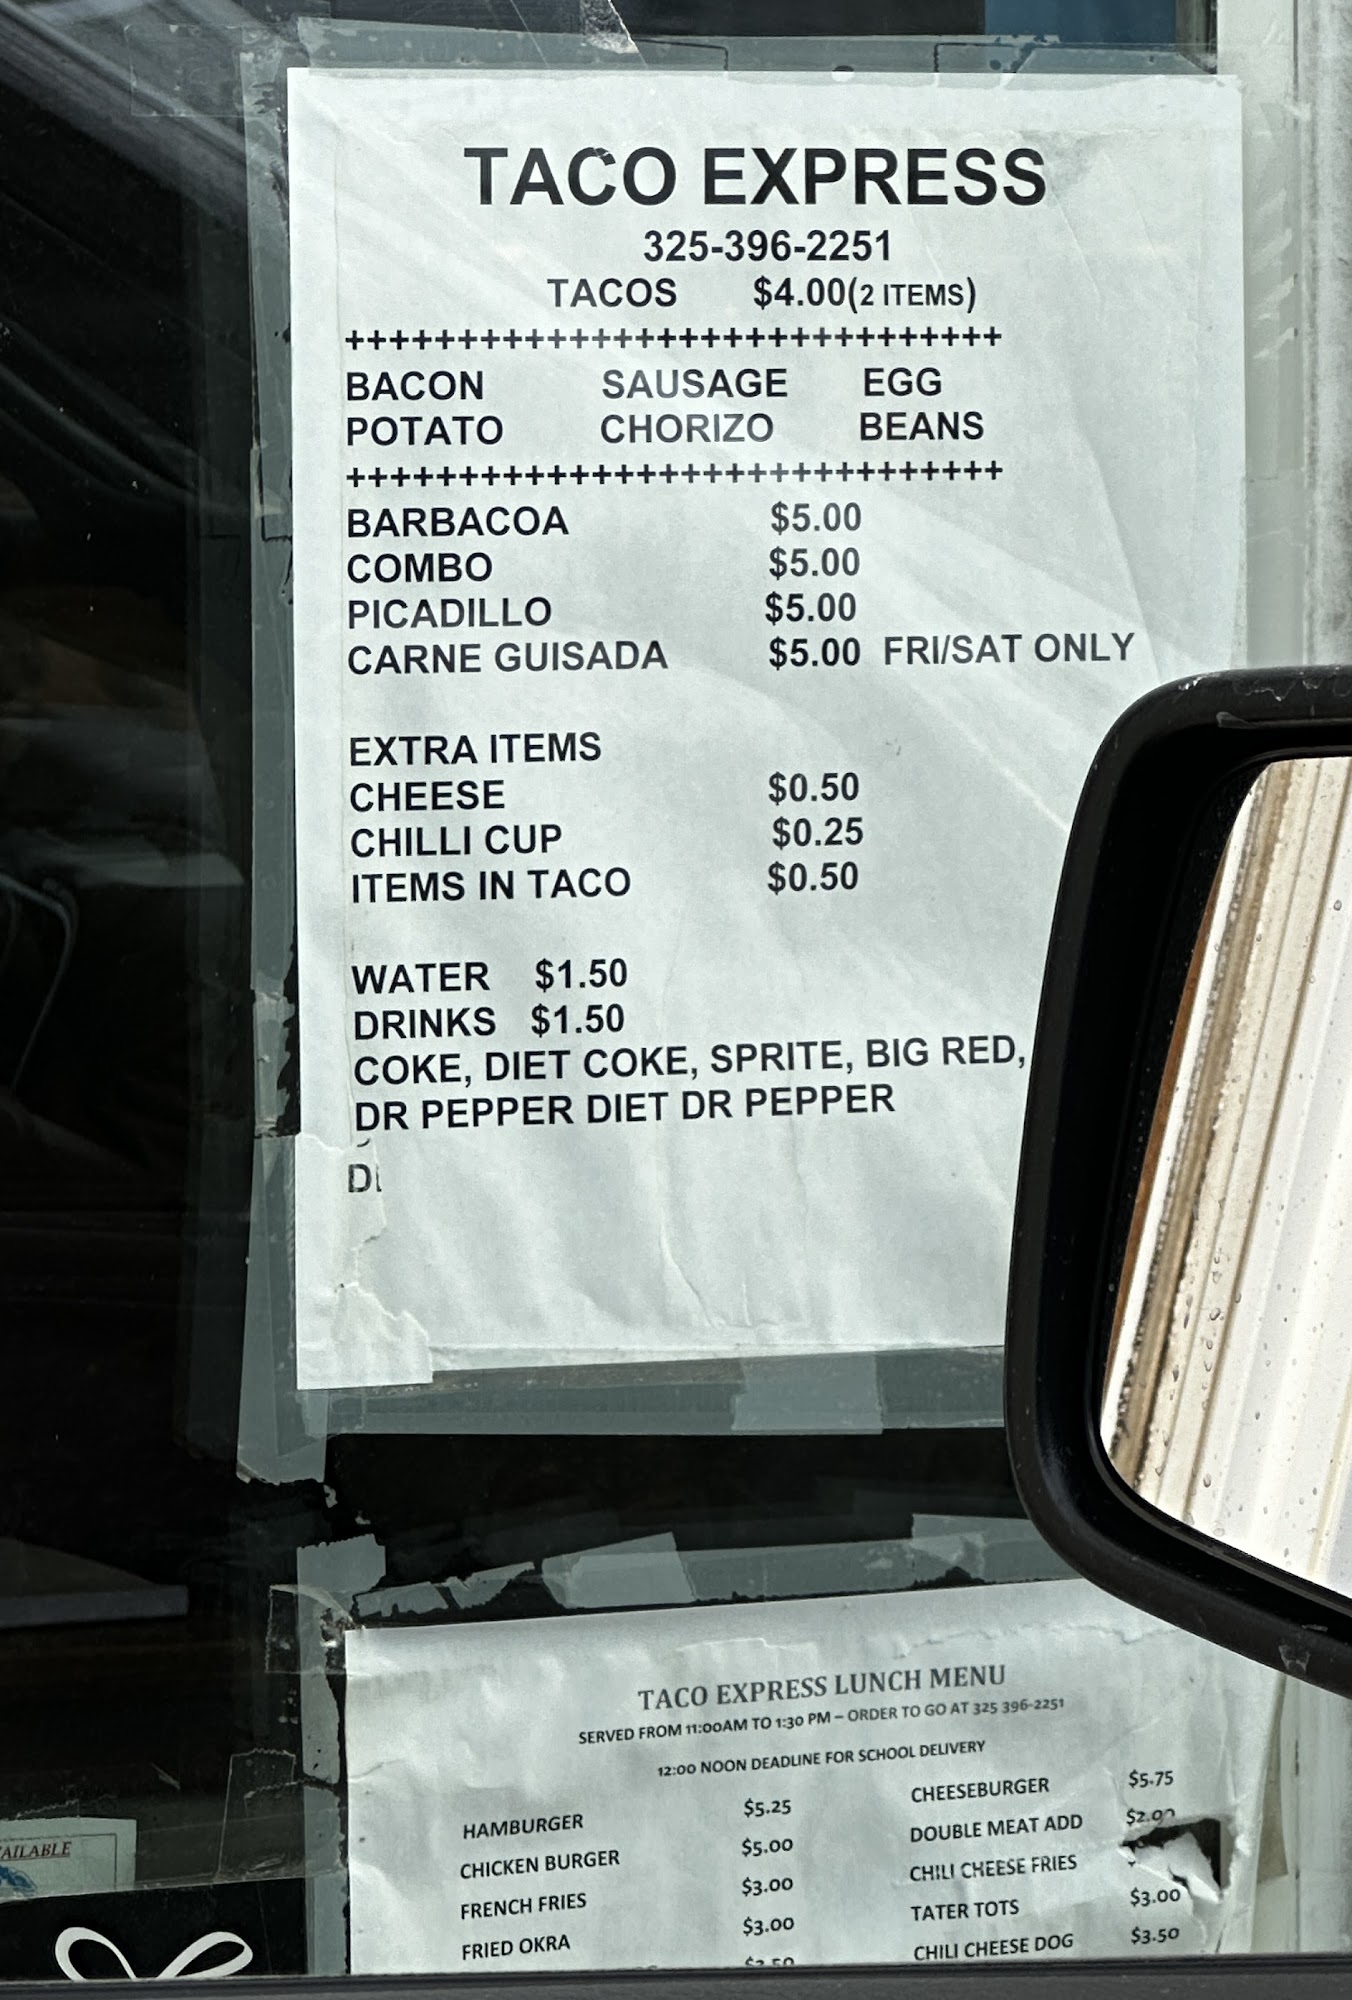 TACO EXPRESS
325-396-2251
TACOS $4.00(2 ITEMS)
++++++++++++++++++++++++++++++
BACON SAUSAGE EGG
POTATO CHORIZO BEANS
++++++++++++++++++++++++++++++
BARBACOA $5.00
COMBO $5.00
PICADILLO $5.00
CARNE GUISADA $5.00 FRI/SAT ONLY
EXTRA ITEMS
CHEESE $0.50
CHILLI CUP $0.25
ITEMS IN TACO $0.50
WATER $1.50
DRINKS $1.50
COKE, DIET COKE, SPRITE, BIG RED,
DR PEPPER DIET DR PEPPER
TACO EXPRESS LUNCH MENU
SERVED FROM 11:00AM TO 1:30 PM – ORDER TO GO AT 325 396-2251
12:00 NOON DEADLINE FOR SCHOOL DELIVERY
HAMBURGER $5.25 CHEESEBURGER $5.75
CHICKEN BURGER $5.00 DOUBLE MEAT ADD $2.00
FRENCH FRIES $3.00 CHILI CHEESE FRIES
FRIED OKRA $3.00 TATER TOTS $3.00
CHILI CHEESE DOG $3.50
AILABLE